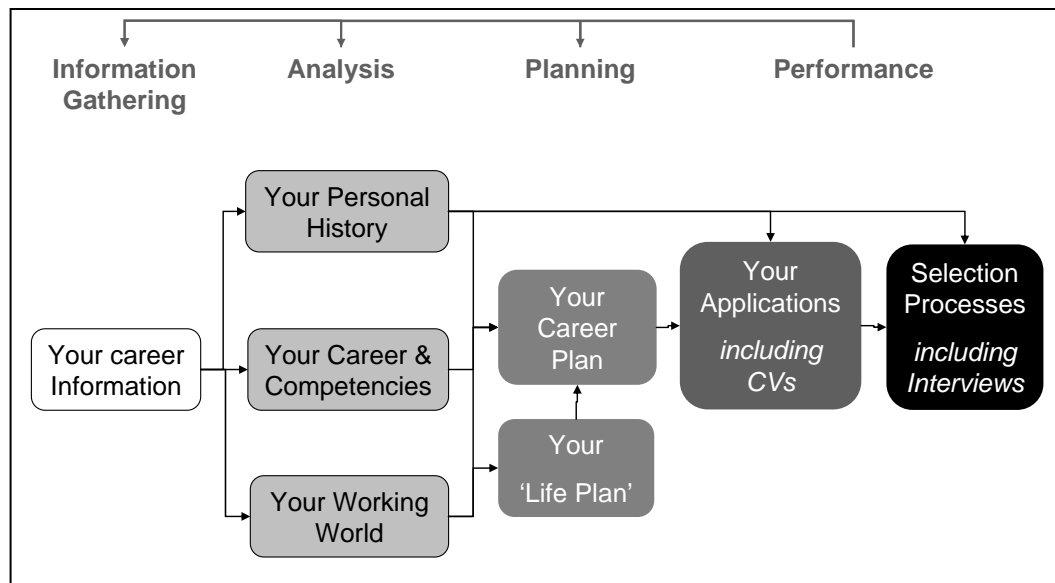 Information
Gathering
Analysis
Planning
Performance
Your Personal
History
Your career
Information
Your Career &
Competencies
Your Working
World
Your
Career
Plan
Your
‘Life Plan’
Your
Applications
including
CVs
Selection
Processes
including
Interviews